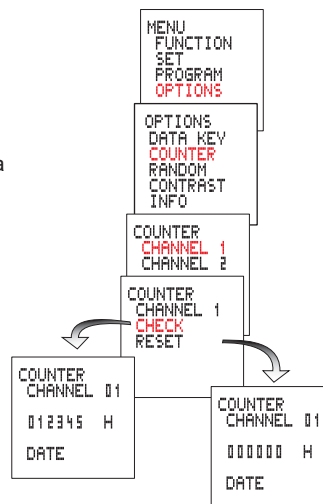 MENU
FUNCTION
SET
PROGRAM
OPTIONS
a
OPTIONS
DATA KEY
COUNTER
RANDOM
CONTRAST
INFO
COUNTER
CHANNEL 1
CHANNEL 2
COUNTER
CHANNEL 1
CHECK
RESET
COUNTER
CHANNEL 01
012345 H
DATE
COUNTER
CHANNEL 01
000000 H
DATE